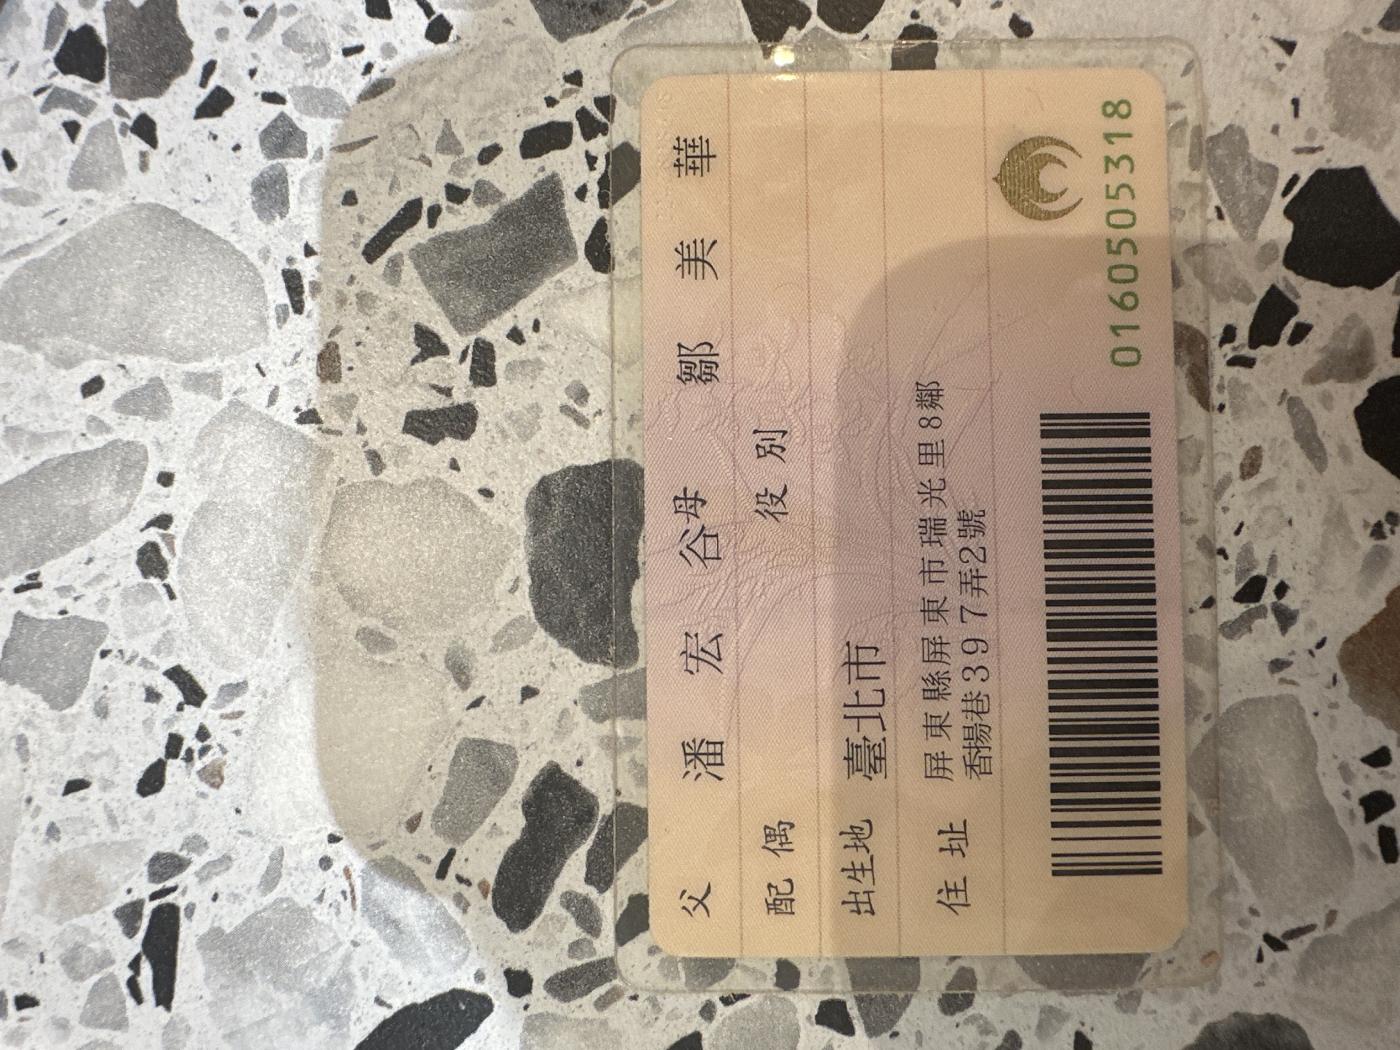 父 潘 宏 谷 母 鄒 美 華
配偶 役別
出生地 臺北市
住址 屏東縣屏東市瑞光里8鄰
香揚巷397弄2號
0160505318